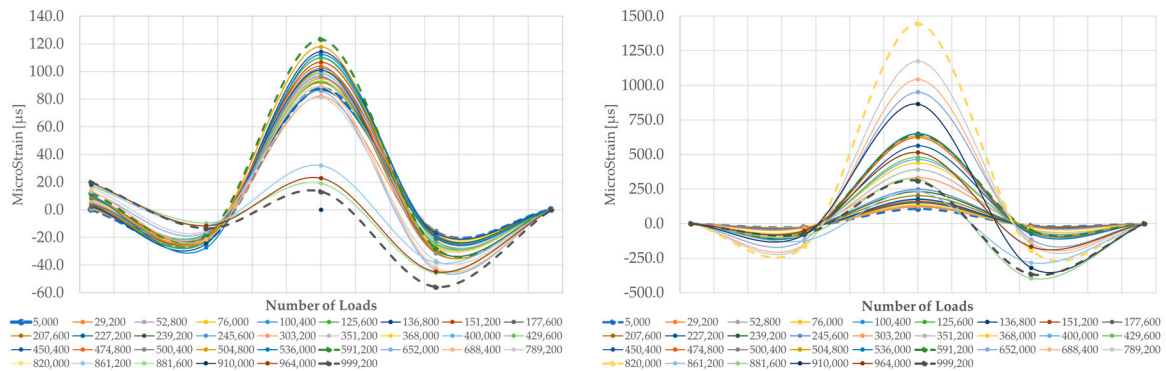 140.0
120.0
100.0
80.0
60.0
40.0
20.0
0.0
-20.0
-40.0
-60.0
MicroStrain [µs]
Number of Loads
5,000 29,200 52,800 76,000 100,400 125,600 136,800 151,200 177,600
207,600 227,200 239,200 245,600 303,200 351,200 368,000 400,000 429,600
450,400 474,800 500,400 504,800 536,000 591,200 652,000 688,400 789,200
820,000 861,200 881,600 910,000 964,000 999,200
1500.0
1250.0
1000.0
750.0
500.0
250.0
0.0
-250.0
-500.0
MicroStrain [µs]
Number of Loads
5,000 29,200 52,800 76,000 100,400 125,600 136,800 151,200 177,600
207,600 227,200 239,200 245,600 303,200 351,200 368,000 400,000 429,600
450,400 474,800 500,400 504,800 536,000 591,200 652,000 688,400 789,200
820,000 861,200 881,600 910,000 964,000 999,200